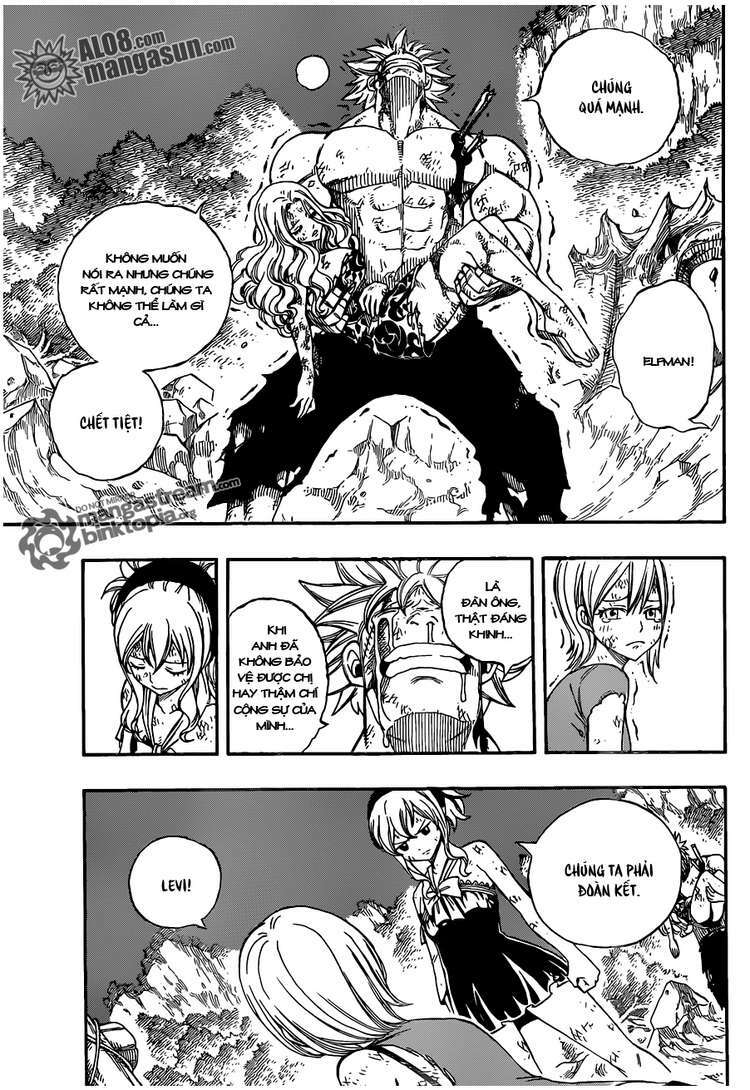 AL08.com
mangasun.com
CHÚNG
QUÁ MẠNH.
ELFMAN!
KHÔNG MUỐN
NÓI RA NHƯNG CHÚNG
RẤT MẠNH, CHÚNG TA
KHÔNG THỂ LÀM GÌ
CẢ...
CHẾT TIỆT!
mangastream.com
binktopia
LÀ
ĐÀN ÔNG,
THẬT ĐÁNG
KHINH...
KHI
ANH ĐÃ
KHÔNG BẢO
VỆ ĐƯỢC CHỊ
HAY THẬM CHÍ
CỘNG SỰ CỦA
MÌNH...
CHÚNG TA PHẢI
ĐOÀN KẾT.
LEVI!